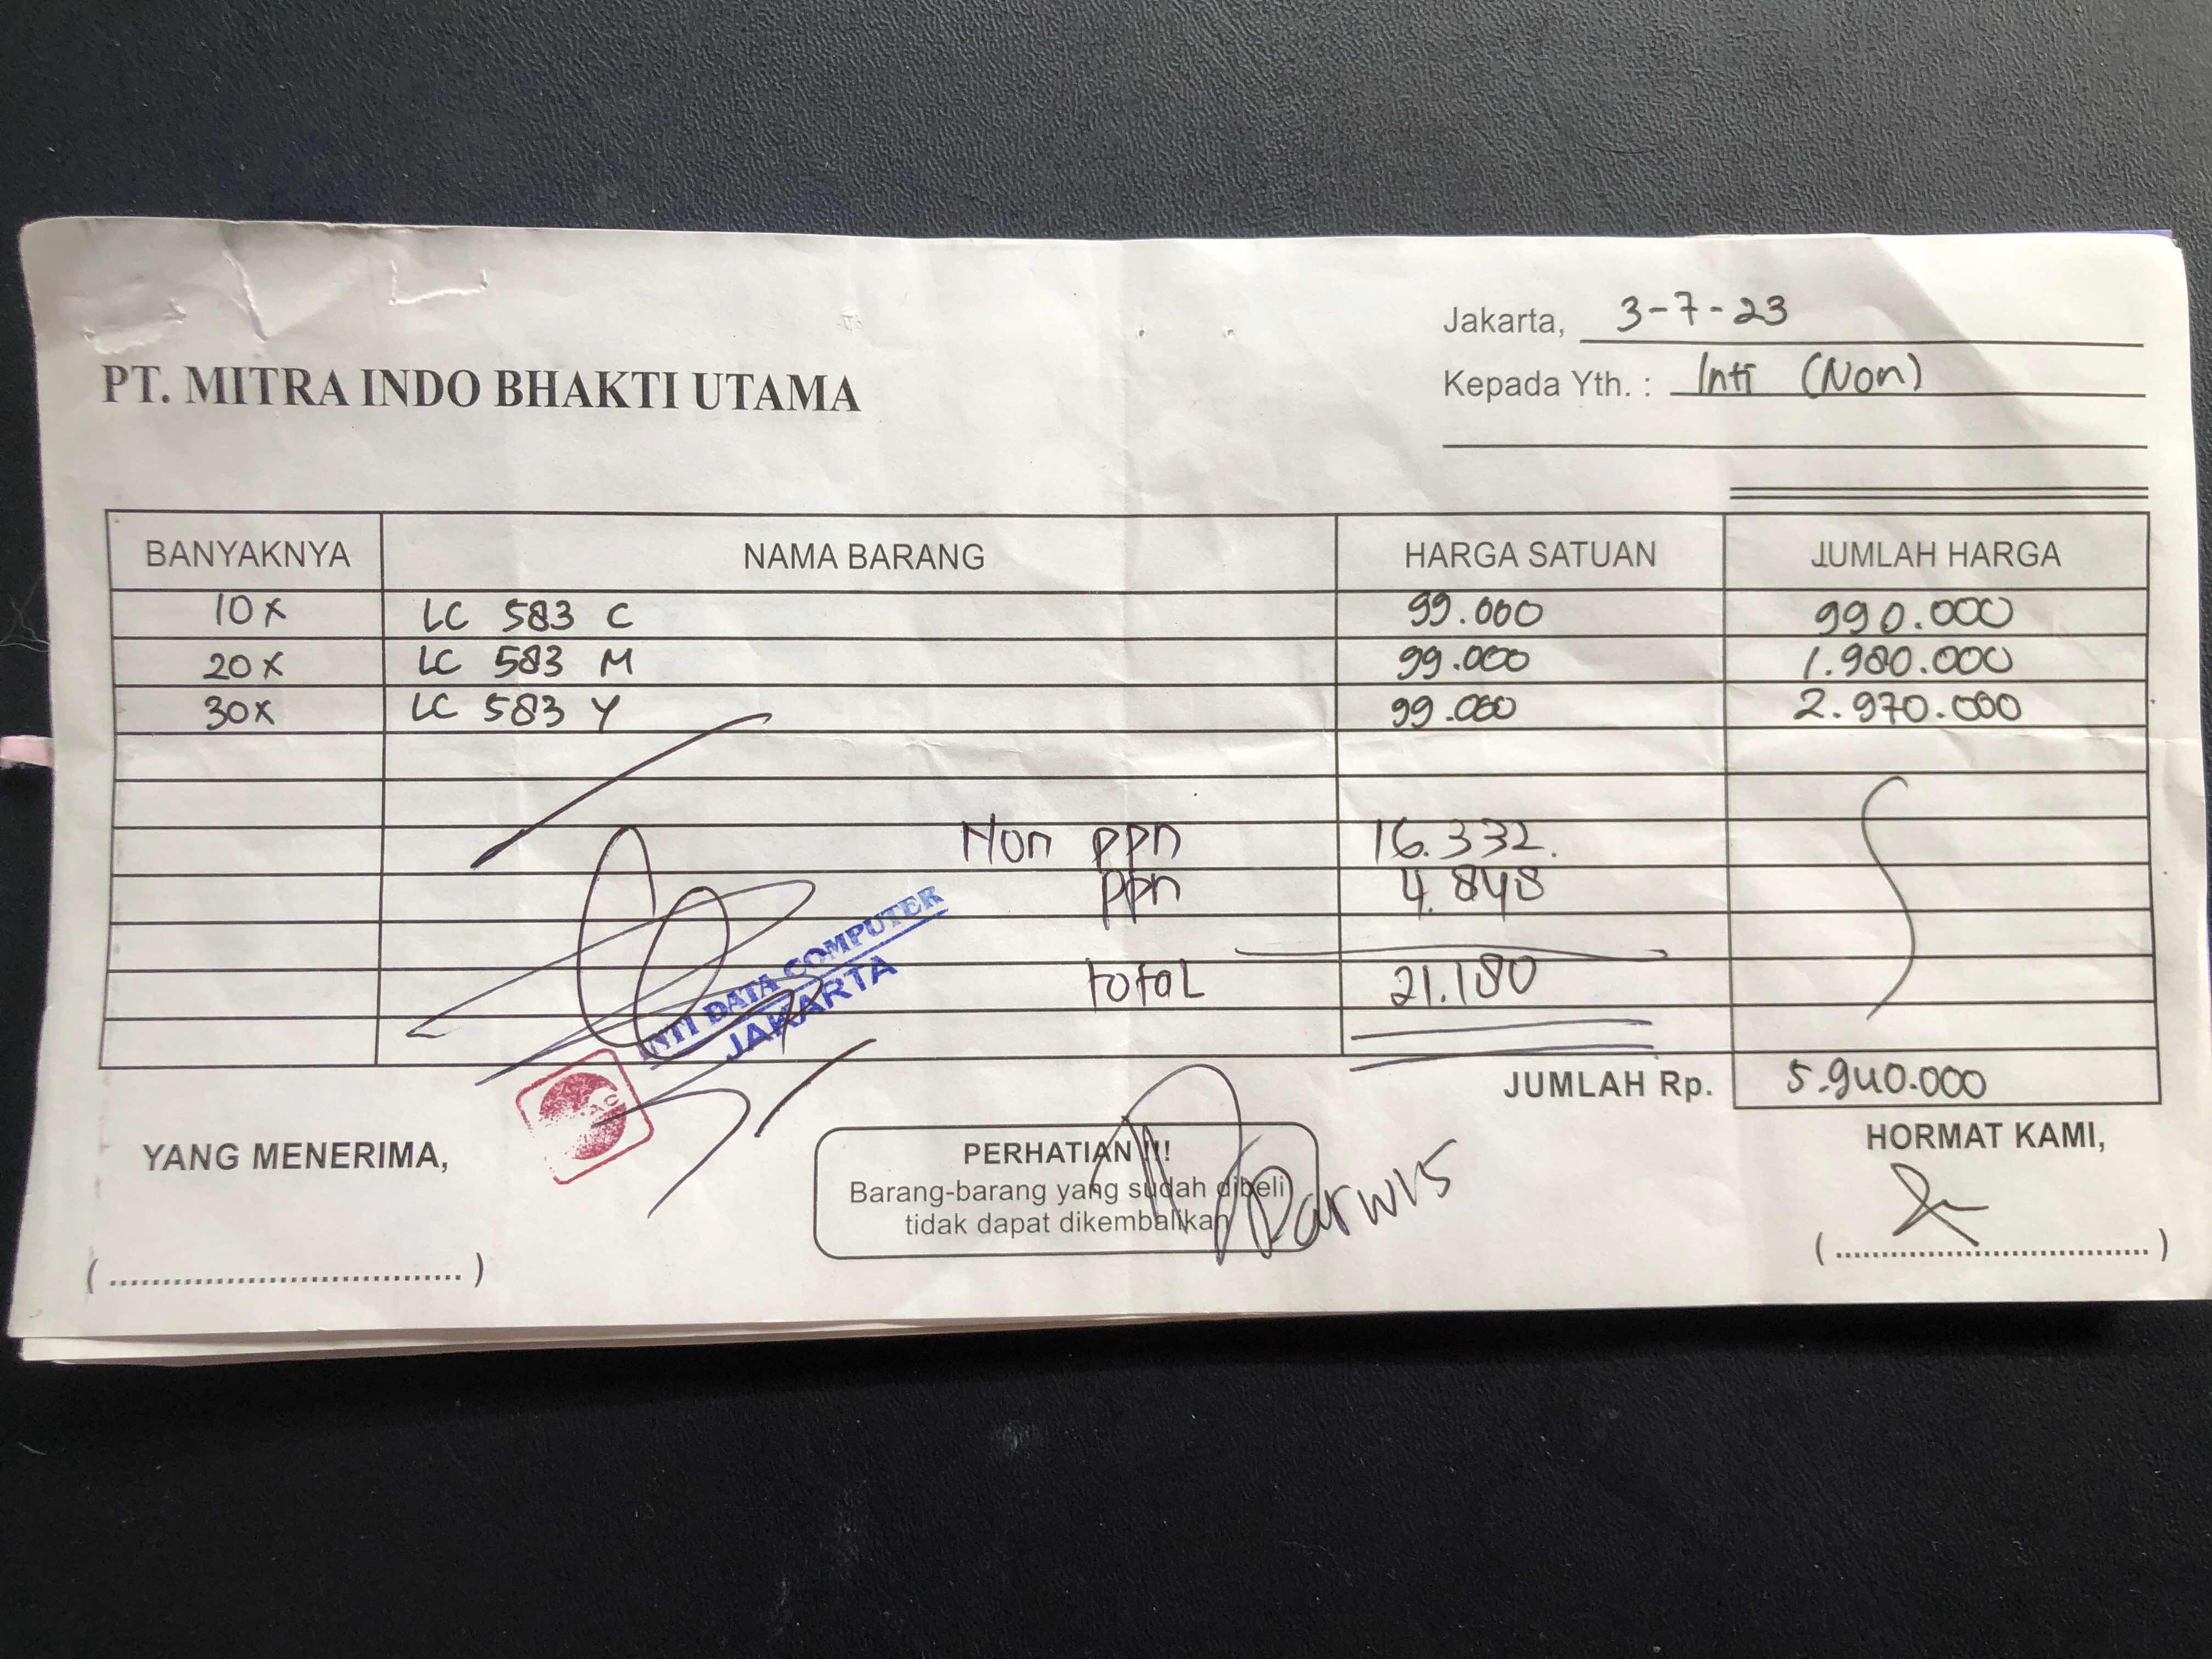 Jakarta, 3-7-23
PT. MITRA INDO BHAKTI UTAMA
Kepada Yth. : Inti (Non)
BANYAKNYA NAMA BARANG HARGA SATUAN JUMLAH HARGA
10x LC 583 C 99.000 990.000
20x LC 583 M 99.000 1.980.000
30x LC 583 Y 99.000 2.970.000
Non ppn 16.332.
ppn 4.848
total 21.180
INTI DATA COMPUTER
JAKARTA
JUMLAH Rp. 5.940.000
YANG MENERIMA,
PERHATIAN !!!
Barang-barang yang sudah dibeli
tidak dapat dikembalikan
Darwis
HORMAT KAMI,
(....................................)
(....................................)